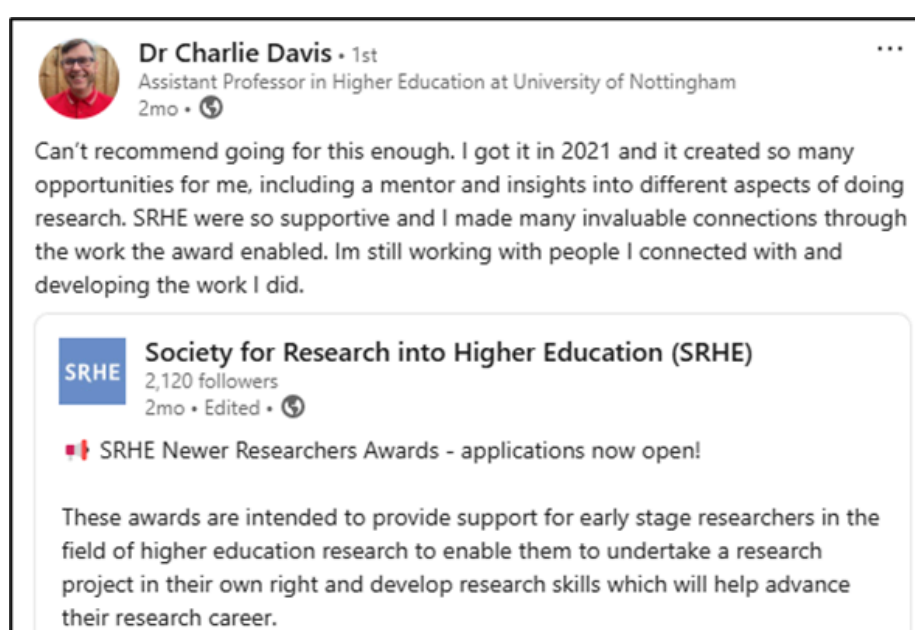 Dr Charlie Davis • 1st
Assistant Professor in Higher Education at University of Nottingham
2mo •
Can't recommend going for this enough. I got it in 2021 and it created so many
opportunities for me, including a mentor and insights into different aspects of doing
research. SRHE were so supportive and I made many invaluable connections through
the work the award enabled. Im still working with people I connected with and
developing the work I did.
SRHE
Society for Research into Higher Education (SRHE)
2,120 followers
2mo • Edited •
📢 SRHE Newer Researchers Awards - applications now open!
These awards are intended to provide support for early stage researchers in the
field of higher education research to enable them to undertake a research
project in their own right and develop research skills which will help advance
their research career.